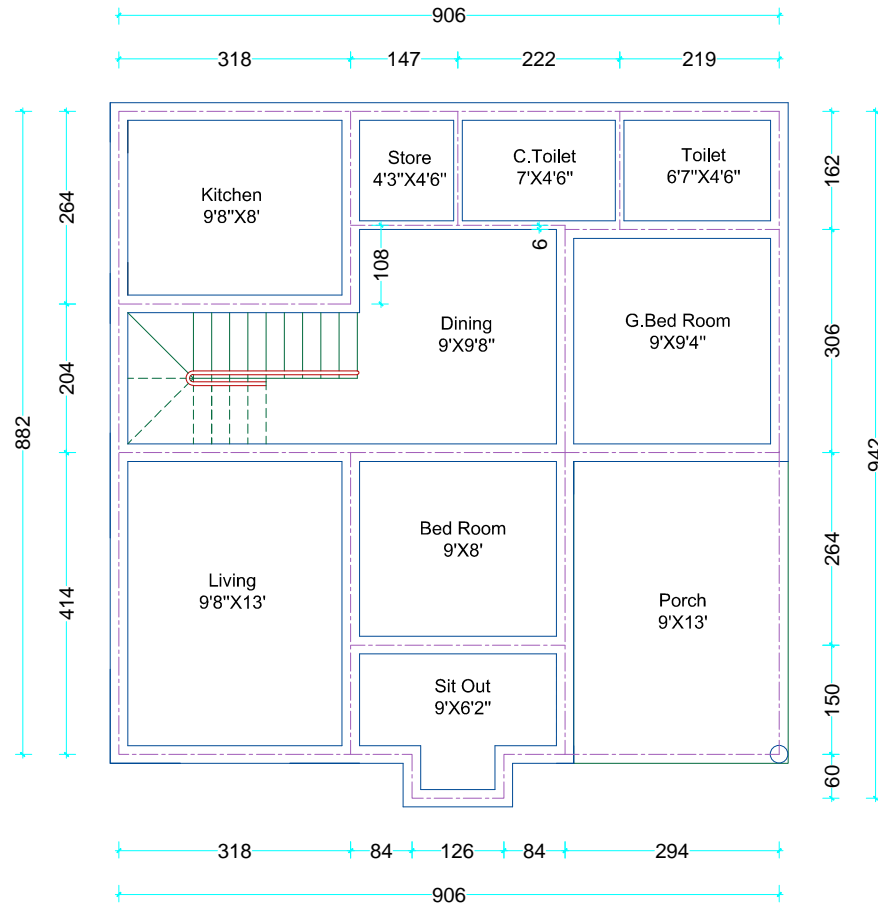 906
318
147
222
219
Store
4'3"X4'6"
C.Toilet
7'X4'6"
Toilet
6'7"X4'6"
162
Kitchen
9'8"X8'
264
6
108
Dining
9'X9'8"
G.Bed Room
9'X9'4"
306
204
882
942
Bed Room
9'X8'
264
Living
9'8"X13'
414
Porch
9'X13'
Sit Out
9'X6'2"
150
60
318
84
126
84
294
906